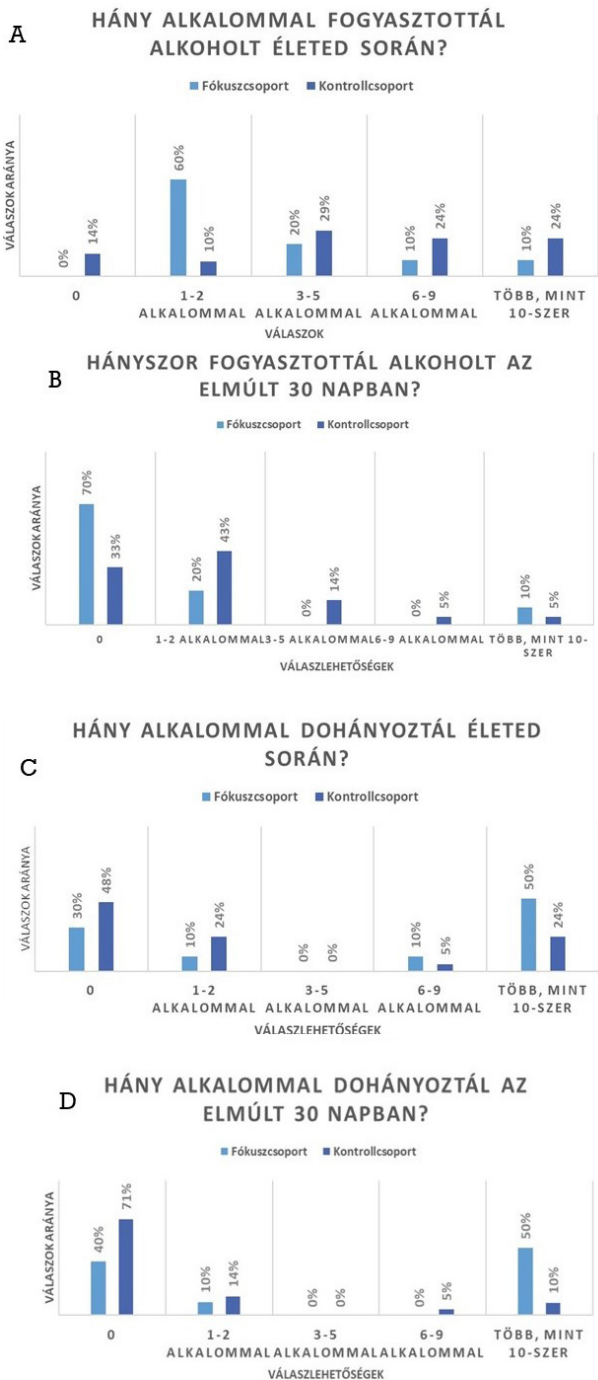 A
HÁNY ALKALOMMAL FOGYASZTOTTÁL
ALKOHOLT ÉLETED SORÁN?
Fókuszcsoport Kontrollcsoport
VÁLASZOK ARÁNYA
0% 14% 60% 10% 20% 29% 10% 24% 10% 24%
0 1-2 3-5 6-9 TÖBB, MINT
ALKALOMMAL ALKALOMMAL ALKALOMMAL 10-SZER
VÁLASZOK
B
HÁNYSZOR FOGYASZTOTTÁL ALKOHOLT AZ
ELMÚLT 30 NAPBAN?
Fókuszcsoport Kontrollcsoport
VÁLASZOK ARÁNYA
70% 33% 20% 43% 0% 14% 0% 5% 10% 5%
0 1-2 ALKALOMMAL 3-5 ALKALOMMAL 6-9 ALKALOMMAL TÖBB, MINT 10-
SZER
VÁLASZLEHETŐSÉGEK
C
HÁNY ALKALOMMAL DOHÁNYOZTÁL ÉLETED
SORÁN?
Fókuszcsoport Kontrollcsoport
VÁLASZOK ARÁNYA
30% 48% 10% 24% 0% 0% 10% 5% 50% 24%
0 1-2 3-5 6-9 TÖBB, MINT
ALKALOMMAL ALKALOMMAL ALKALOMMAL 10-SZER
VÁLASZLEHETŐSÉGEK
D
HÁNY ALKALOMMAL DOHÁNYOZTÁL AZ
ELMÚLT 30 NAPBAN?
Fókuszcsoport Kontrollcsoport
VÁLASZOK ARÁNYA
40% 71% 10% 14% 0% 0% 0% 5% 50% 10%
0 1-2 3-5 6-9 TÖBB, MINT
ALKALOMMAL ALKALOMMAL ALKALOMMAL 10-SZER
VÁLASZLEHETŐSÉGEK